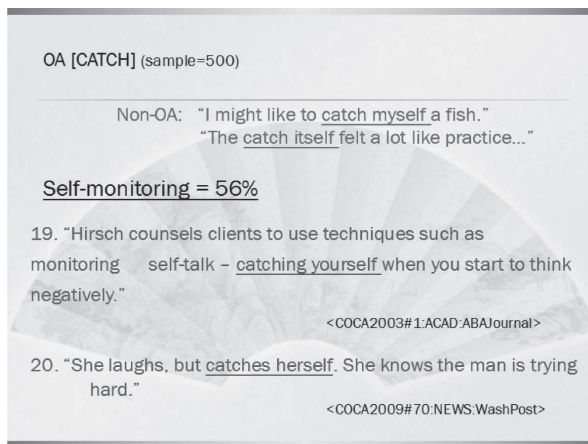 OA [CATCH] (sample=500)
Non-OA: “I might like to catch myself a fish.”
“The catch itself felt a lot like practice...”
Self-monitoring = 56%
19. “Hirsch counsels clients to use techniques such as
monitoring self-talk – catching yourself when you start to think
negatively.”
<COCA2003#1:ACAD:ABAJournal>
20. “She laughs, but catches herself. She knows the man is trying
hard.”
<COCA2009#70:NEWS:WashPost>